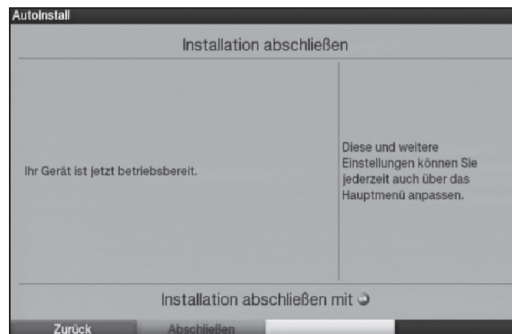 AutoInstall
Installation abschließen
Ihr Gerät ist jetzt betriebsbereit.
Diese und weitere
Einstellungen können Sie
jederzeit auch über das
Hauptmenü anpassen.
Installation abschließen mit
Zurück
Abschließen